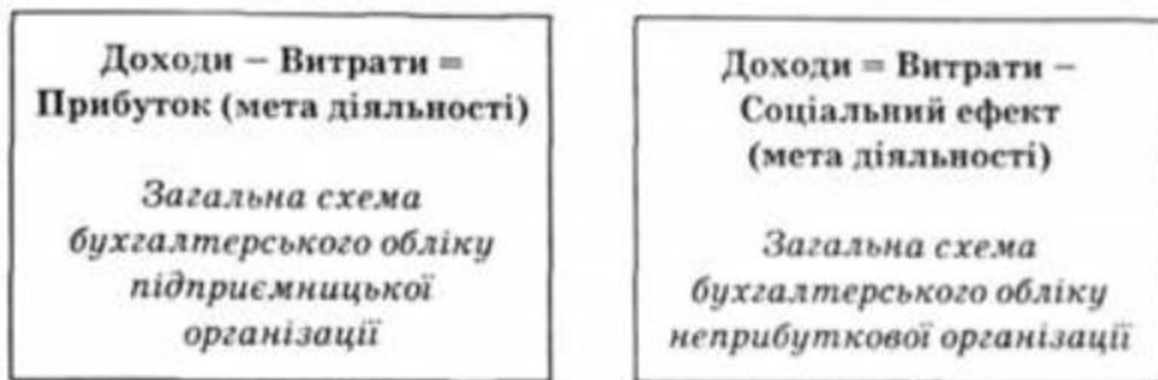 Доходи – Витрати =
Прибуток (мета діяльності)
Загальна схема
бухгалтерського обліку
підприємницької
організації
Доходи = Витрати –
Соціальний ефект
(мета діяльності)
Загальна схема
бухгалтерського обліку
неприбуткової організації